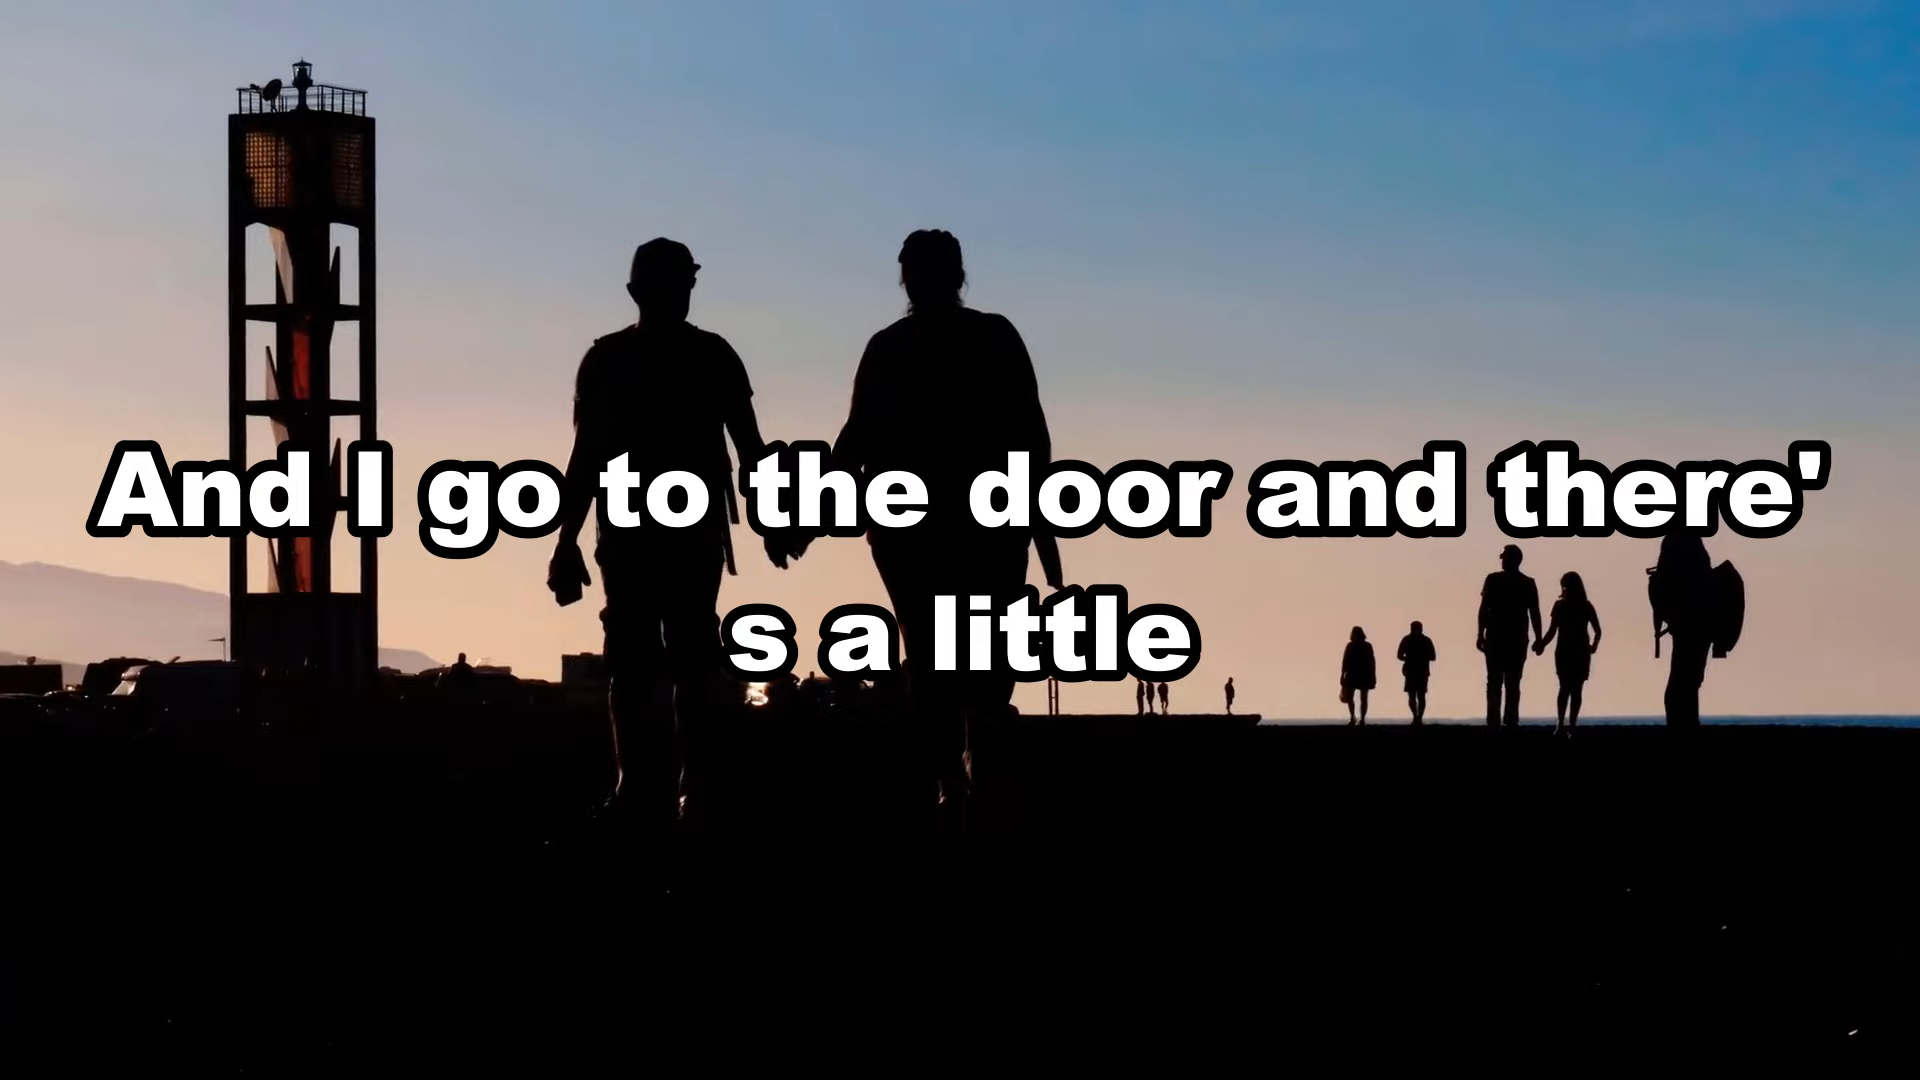 And I go to the door and there'
s a little